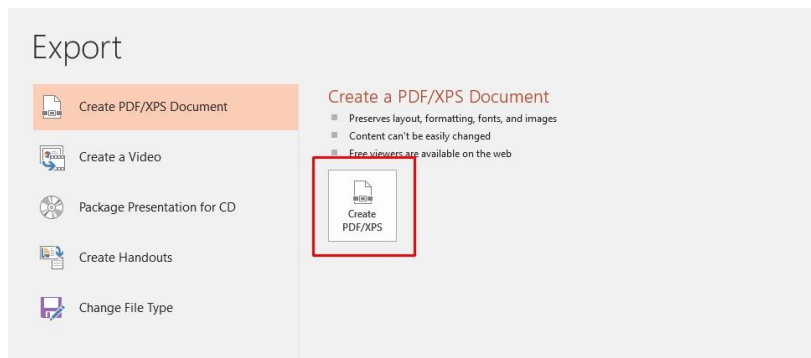 Export
Create PDF/XPS Document
Create a Video
Package Presentation for CD
Create Handouts
Change File Type
Create a PDF/XPS Document
Preserves layout, formatting, fonts, and images
Content can't be easily changed
Free viewers are available on the web
Create
PDF/XPS